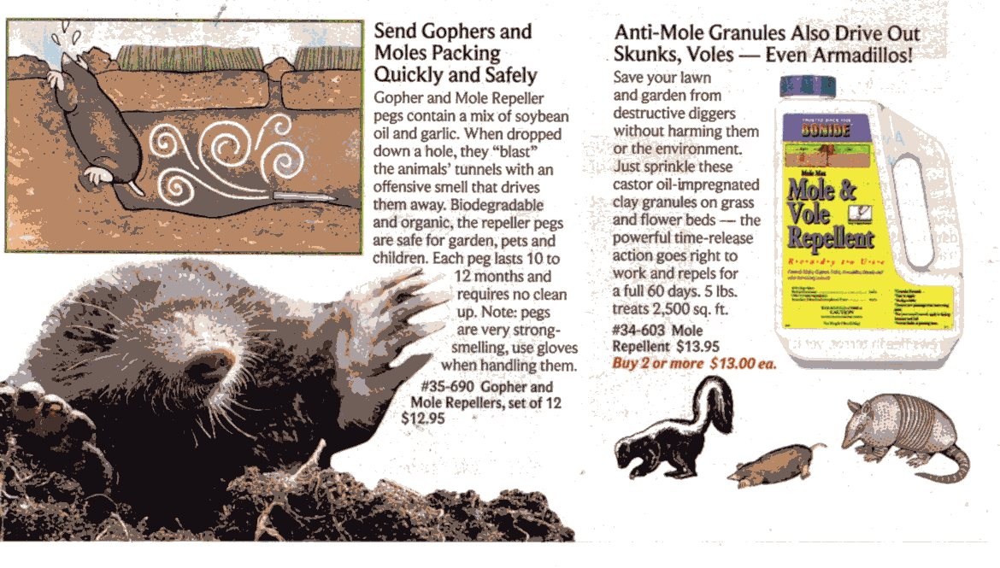 Send Gophers and
Moles Packing
Quickly and Safely
Gopher and Mole Repeller
pegs contain a mix of soybean
oil and garlic. When dropped
down a hole, they “blast”
the animals’ tunnels with an
offensive smell that drives
them away. Biodegradable
and organic, the repeller pegs
are safe for garden, pets and
children. Each peg lasts 10 to
12 months and
requires no clean
up. Note: pegs
are very strong-
smelling, use gloves
when handling them.
#35-690 Gopher and
Mole Repellers, set of 12
$12.95
Anti-Mole Granules Also Drive Out
Skunks, Voles — Even Armadillos!
Save your lawn
and garden from
destructive diggers
without harming them
or the environment.
Just sprinkle these
castor oil-impregnated
clay granules on grass
and flower beds — the
powerful time-release
action goes right to
work and repels for
a full 60 days. 5 lbs.
treats 2,500 sq. ft.
#34-603 Mole
Repellent $13.95
Buy 2 or more $13.00 ea.
TRUSTED SINCE 1926
BONIDE
Mole Max
Mole &
Vole
Repellent
Ready to Use
CAUTION